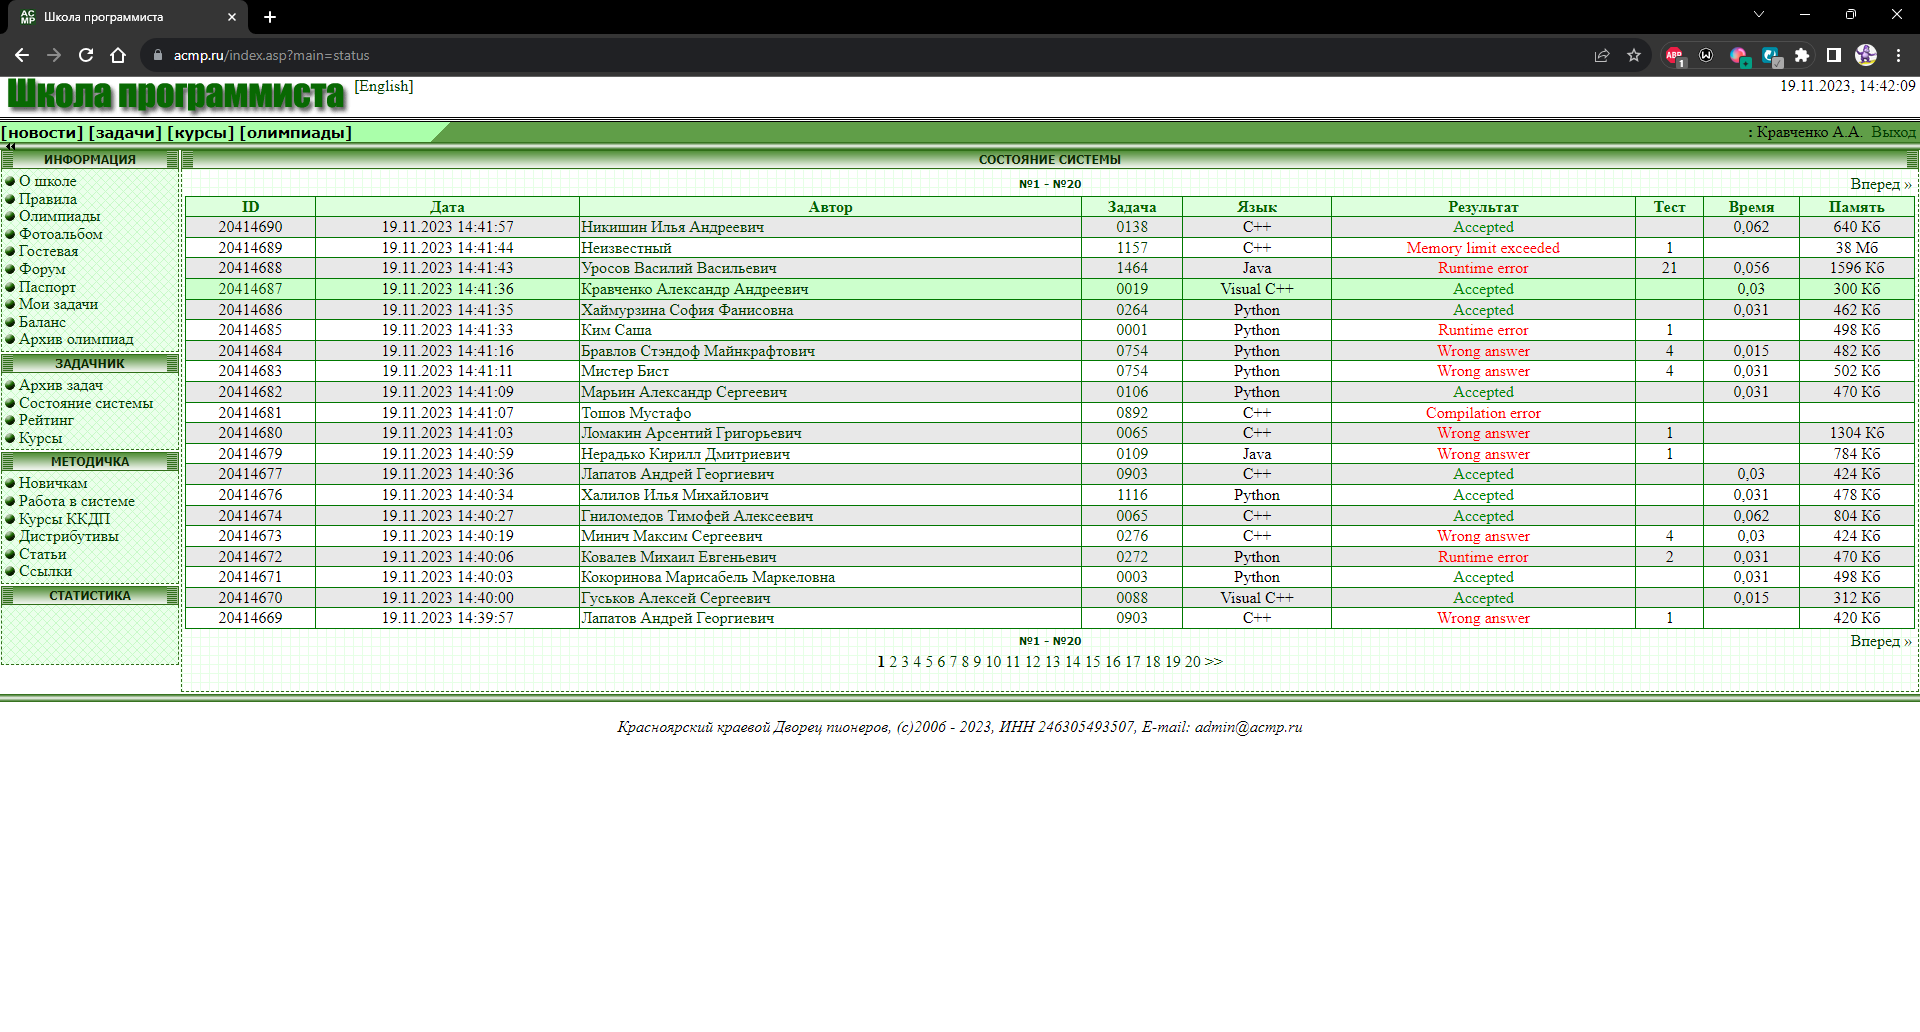 Школа программиста
acmp.ru/index.asp?main=status
Школа программиста [English] 19.11.2023, 14:42:09
[новости] [задачи] [курсы] [олимпиады] : Кравченко А.А. Выход
ИНФОРМАЦИЯ
О школе
Правила
Олимпиады
Фотоальбом
Гостевая
Форум
Паспорт
Мои задачи
Баланс
Архив олимпиад
ЗАДАЧНИК
Архив задач
Состояние системы
Рейтинг
Курсы
МЕТОДИЧКА
Новичкам
Работа в системе
Курсы ККДП
Дистрибутивы
Статьи
Ссылки
СТАТИСТИКА
СОСТОЯНИЕ СИСТЕМЫ
№1 - №20 Вперед »
ID Дата Автор Задача Язык Результат Тест Время Память
20414690 19.11.2023 14:41:57 Никишин Илья Андреевич 0138 C++ Accepted 0,062 640 Кб
20414689 19.11.2023 14:41:44 Неизвестный 1157 C++ Memory limit exceeded 1 38 Мб
20414688 19.11.2023 14:41:43 Уросов Василий Васильевич 1464 Java Runtime error 21 0,056 1596 Кб
20414687 19.11.2023 14:41:36 Кравченко Александр Андреевич 0019 Visual C++ Accepted 0,03 300 Кб
20414686 19.11.2023 14:41:35 Хаймурзина София Фанисовна 0264 Python Accepted 0,031 462 Кб
20414685 19.11.2023 14:41:33 Ким Саша 0001 Python Runtime error 1 498 Кб
20414684 19.11.2023 14:41:16 Бравлов Стэндоф Майнкрафтович 0754 Python Wrong answer 4 0,015 482 Кб
20414683 19.11.2023 14:41:11 Мистер Бист 0754 Python Wrong answer 4 0,031 502 Кб
20414682 19.11.2023 14:41:09 Марьин Александр Сергеевич 0106 Python Accepted 0,031 470 Кб
20414681 19.11.2023 14:41:07 Тошов Мустафо 0892 C++ Compilation error
20414680 19.11.2023 14:41:03 Ломакин Арсентий Григорьевич 0065 C++ Wrong answer 1 1304 Кб
20414679 19.11.2023 14:40:59 Нерадько Кирилл Дмитриевич 0109 Java Wrong answer 1 784 Кб
20414677 19.11.2023 14:40:36 Лапатов Андрей Георгиевич 0903 C++ Accepted 0,03 424 Кб
20414676 19.11.2023 14:40:34 Халилов Илья Михайлович 1116 Python Accepted 0,031 478 Кб
20414674 19.11.2023 14:40:27 Гниломедов Тимофей Алексеевич 0065 C++ Accepted 0,062 804 Кб
20414673 19.11.2023 14:40:19 Минич Максим Сергеевич 0276 C++ Wrong answer 4 0,03 424 Кб
20414672 19.11.2023 14:40:06 Ковалев Михаил Евгеньевич 0272 Python Runtime error 2 0,031 470 Кб
20414671 19.11.2023 14:40:03 Кокоринова Марисабель Маркеловна 0003 Python Accepted 0,031 498 Кб
20414670 19.11.2023 14:40:00 Гуськов Алексей Сергеевич 0088 Visual C++ Accepted 0,015 312 Кб
20414669 19.11.2023 14:39:57 Лапатов Андрей Георгиевич 0903 C++ Wrong answer 1 420 Кб
№1 - №20 Вперед »
1 2 3 4 5 6 7 8 9 10 11 12 13 14 15 16 17 18 19 20 >>
Красноярский краевой Дворец пионеров, (c)2006 - 2023, ИНН 246305493507, E-mail: admin@acmp.ru